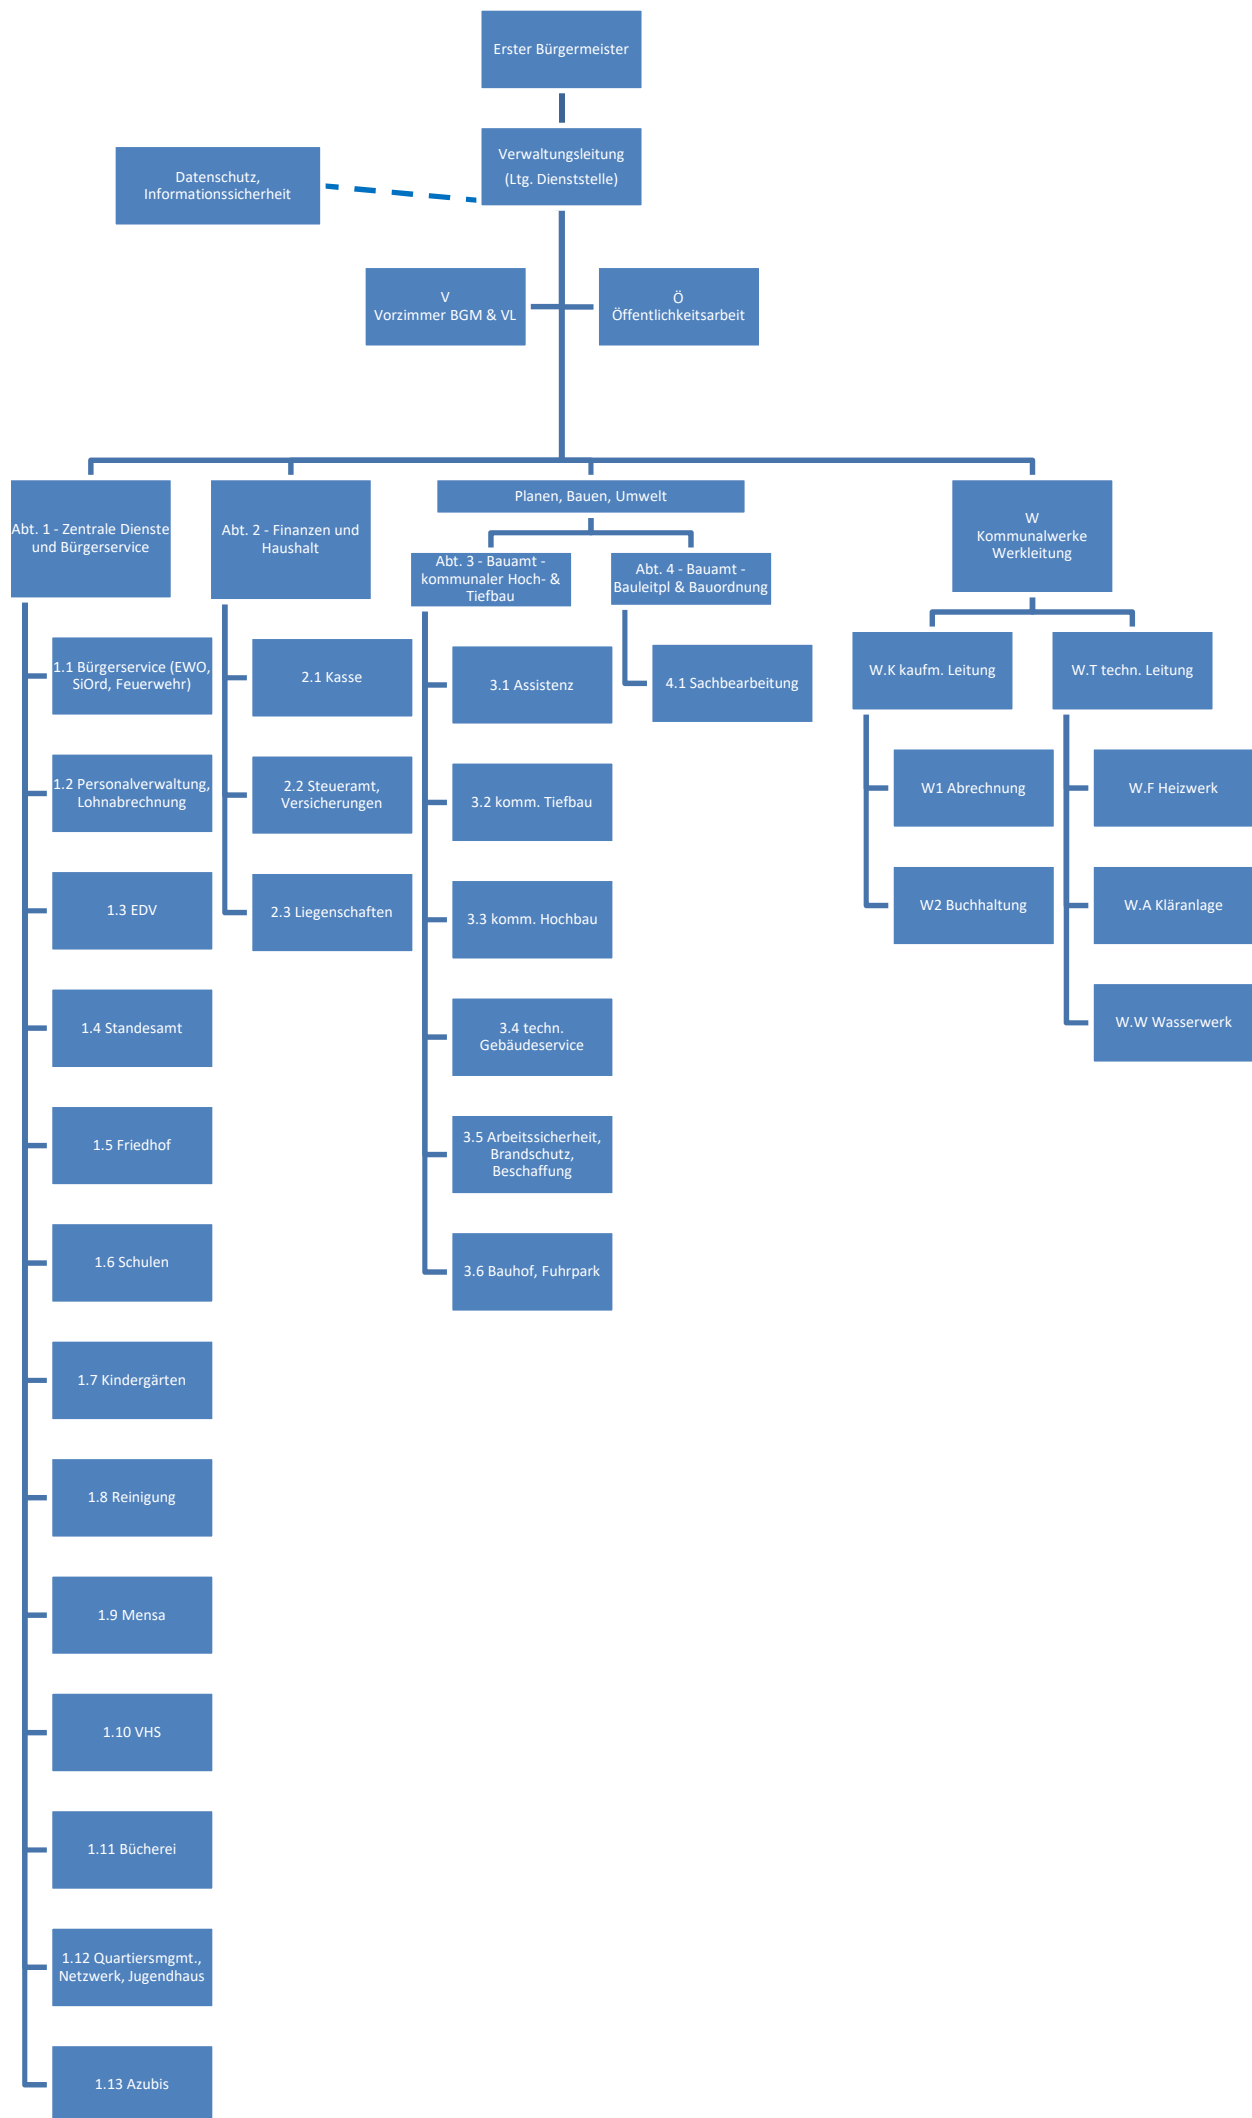 Erster Bürgermeister
Verwaltungsleitung
(Ltg. Dienststelle)
Datenschutz,
Informationssicherheit
V
Vorzimmer BGM & VL
Ö
Öffentlichkeitsarbeit
Abt. 1 - Zentrale Dienste
und Bürgerservice
Abt. 2 - Finanzen und
Haushalt
Planen, Bauen, Umwelt
W
Kommunalwerke
Werkleitung
Abt. 3 - Bauamt -
kommunaler Hoch- &
Tiefbau
Abt. 4 - Bauamt -
Bauleitpl & Bauordnung
1.1 Bürgerservice (EWO,
SiOrd, Feuerwehr)
1.2 Personalverwaltung,
Lohnabrechnung
1.3 EDV
1.4 Standesamt
1.5 Friedhof
1.6 Schulen
1.7 Kindergärten
1.8 Reinigung
1.9 Mensa
1.10 VHS
1.11 Bücherei
1.12 Quartiersmgmt.,
Netzwerk, Jugendhaus
1.13 Azubis
2.1 Kasse
2.2 Steueramt,
Versicherungen
2.3 Liegenschaften
3.1 Assistenz
3.2 komm. Tiefbau
3.3 komm. Hochbau
3.4 techn.
Gebäudeservice
3.5 Arbeitssicherheit,
Brandschutz,
Beschaffung
3.6 Bauhof, Fuhrpark
4.1 Sachbearbeitung
W.K kaufm. Leitung
W1 Abrechnung
W2 Buchhaltung
W.T techn. Leitung
W.F Heizwerk
W.A Kläranlage
W.W Wasserwerk